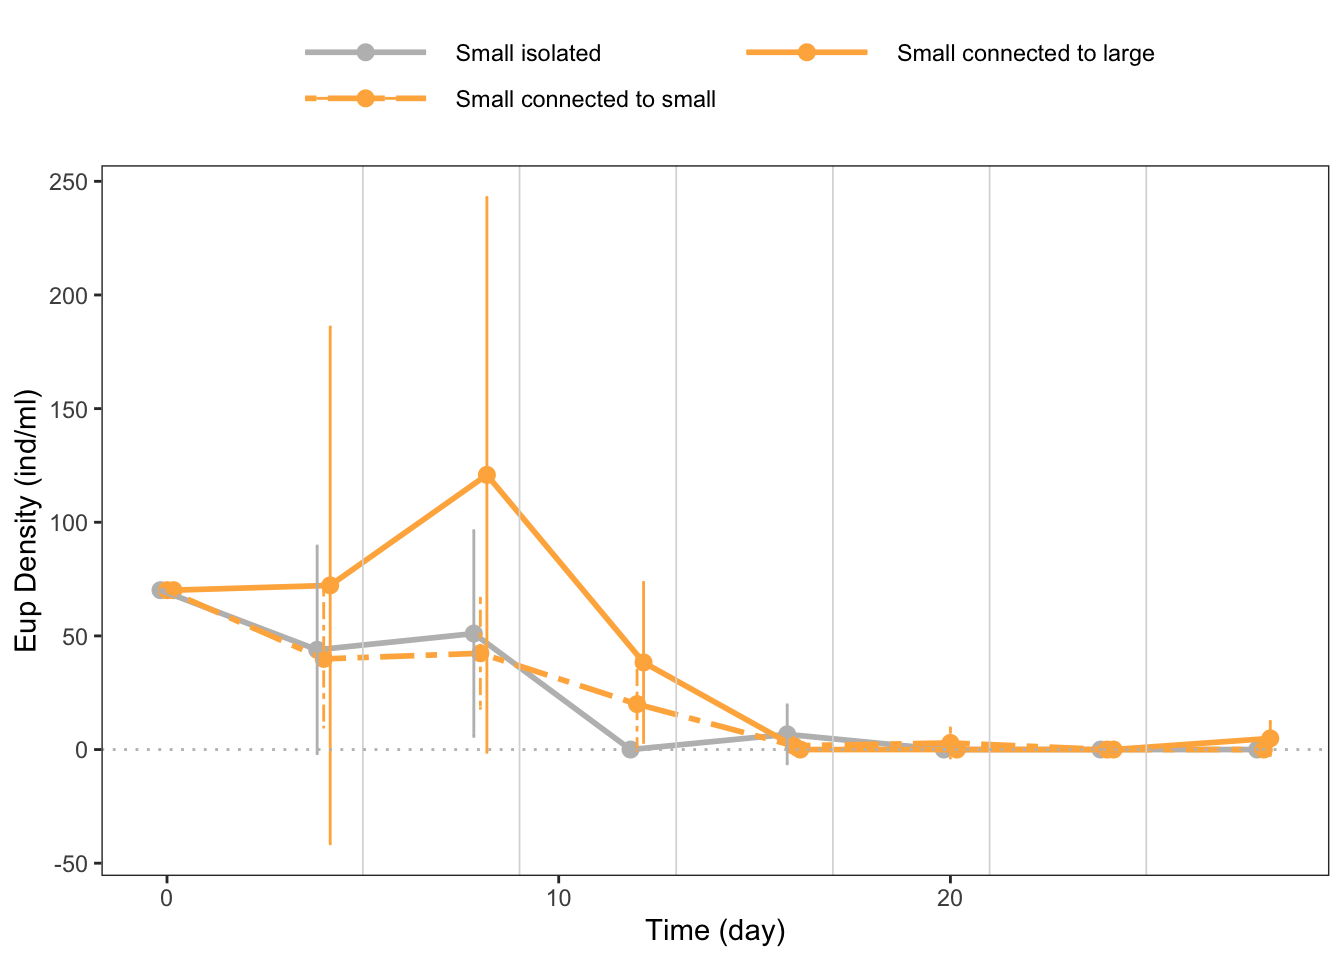 Small isolated
Small connected to large
Small connected to small
250
200
150
100
50
0
-50
Eup Density (ind/ml)
0
10
20
Time (day)